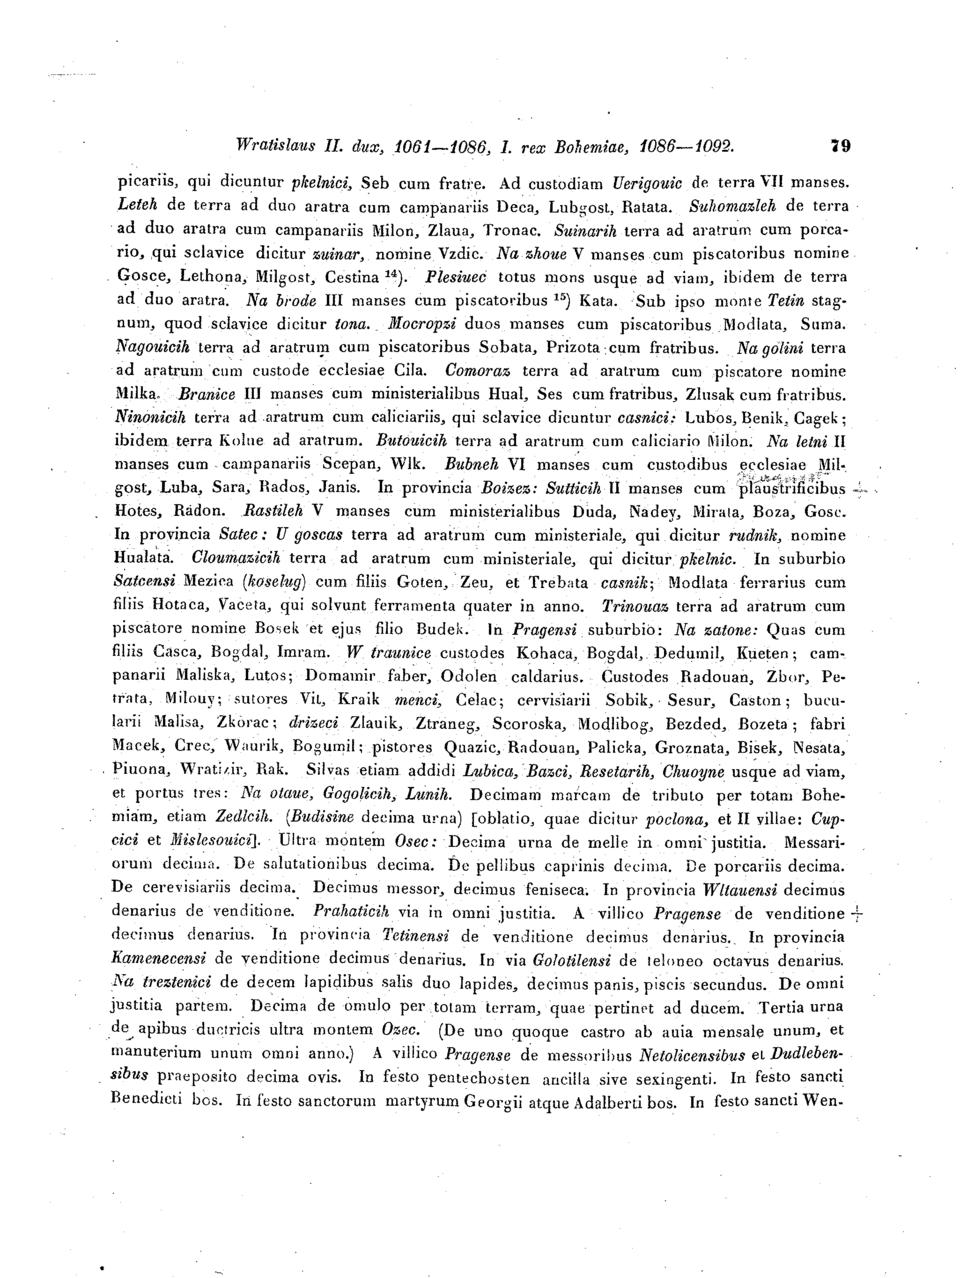 Wratislaus II. dux, 1061—1086, I. rex Bohemiae, 1086—1092. 79
picariis, qui dicuntur pkelnici, Seb cum fratre. Ad custodiam Uerigouic de terra VII manses.
Leteh de terra ad duo aratra cum campanariis Deca, Lubgost, Ratata. Suhomazleh de terra
ad duo aratra cum campanariis Milon, Zlaua, Tronac. Suinarih terra ad aratrum cum porca-
rio, qui sclavice dicitur zuinar, nomine Vzdic. Na zhoue V manses cum piscatoribus nomine
Gosce, Lethona, Milgost, Cestina 14). Plesiuec totus mons usque ad viam, ibidem de terra
ad duo aratra. Na brode III manses cum piscatoribus 15) Kata. Sub ipso monte Tetin stag-
num, quod sclavice dicitur tona. Mocropzi duos manses cum piscatoribus Modlata, Suma.
Nagouicih terra ad aratrum cum piscatoribus Sobata, Prizota cum fratribus. Na golini terra
ad aratrum cum custode ecclesiae Cila. Comoraz terra ad aratrum cum piscatore nomine
Milka. Branice III manses cum ministerialibus Hual, Ses cum fratribus, Zlusak cum fratribus.
Ninonicih terra ad aratrum cum caliciariis, qui sclavice dicuntur casnici: Lubos, Benik, Cagek;
ibidem terra Kolue ad aratrum. Butouicih terra ad aratrum cum caliciario Milon. Na letni II
manses cum campanariis Scepan, Wlk. Bubneh VI manses cum custodibus ecclesiae Mil-
gost, Luba, Sara, Rados, Janis. In provincia Boizez: Sutticih II manses cum plaustrificibus
Hotes, Radon. Rastileh V manses cum ministerialibus Duda, Nadey, Mirata, Boza, Gosc.
In provincia Satec: U goscas terra ad aratrum cum ministeriale, qui dicitur rudnik, nomine
Hualata. Cloumazicih terra ad aratrum cum ministeriale, qui dicitur pkelnic. In suburbio
Satcensi Mezica (koselug) cum filiis Goten, Zeu, et Trebata casnik; Modlata ferrarius cum
filiis Hotaca, Vaceta, qui solvunt ferramenta quater in anno. Trinouaz terra ad aratrum cum
piscatore nomine Bosek et ejus filio Budek. In Pragensi suburbio: Na zatone: Quas cum
filiis Casca, Bogdal, Imram. W traunice custodes Kohaca, Bogdal, Dedumil, Kueten; cam-
panarii Maliska, Lutos; Domamir faber, Odolen caldarius. Custodes Radouan, Zbor, Pe-
trata, Milouy; sutores Vit, Kraik menci, Celac; cervisiarii Sobik, Sesur, Caston; bucu-
larii Malisa, Zkorac; drizeci Zlauik, Ztraneg, Scoroska, Modlibog, Bezded, Bozeta; fabri
Macek, Crec, Waurik, Bogumil; pistores Quazic, Radouan, Palicka, Groznata, Bisek, Nesata,
Piuona, Wratizir, Rak. Silvas etiam addidi Lubica, Bazci, Resetarih, Chuoyne usque ad viam,
et portus tres: Na otaue, Gogolicih, Lunih. Decimam marcam de tributo per totam Bohe-
miam, etiam Zedlcih. (Budisine decima urna) [oblatio, quae dicitur poclona, et II villae: Cup-
cici et Mislesouici]. Ultra montem Osec: Decima urna de melle in omni justitia. Messari-
orum decima. De salutationibus decima. De pellibus caprinis decima. De porcariis decima.
De cerevisiariis decima. Decimus messor, decimus feniseca. In provincia Wltauensi decimus
denarius de venditione. Prahaticih via in omni justitia. A villico Pragense de venditione
decimus denarius. In provincia Tetinensi de venditione decimus denarius. In provincia
Kamenecensi de venditione decimus denarius. In via Golotilensi de teloneo octavus denarius.
Na treztenici de decem lapidibus salis duo lapides, decimus panis, piscis secundus. De omni
justitia partem. Decima de omulo per totam terram, quae pertinet ad ducem. Tertia urna
de apibus ductricis ultra montem Ozec. (De uno quoque castro ab auia mensale unum, et
manuterium unum omni anno.) A villico Pragense de messoribus Netolicensibus et Dudleben-
sibus praeposito decima ovis. In festo pentechosten ancilla sive sexingenti. In festo sancti
Benedicti bos. In festo sanctorum martyrum Georgii atque Adalberti bos. In festo sancti Wen-